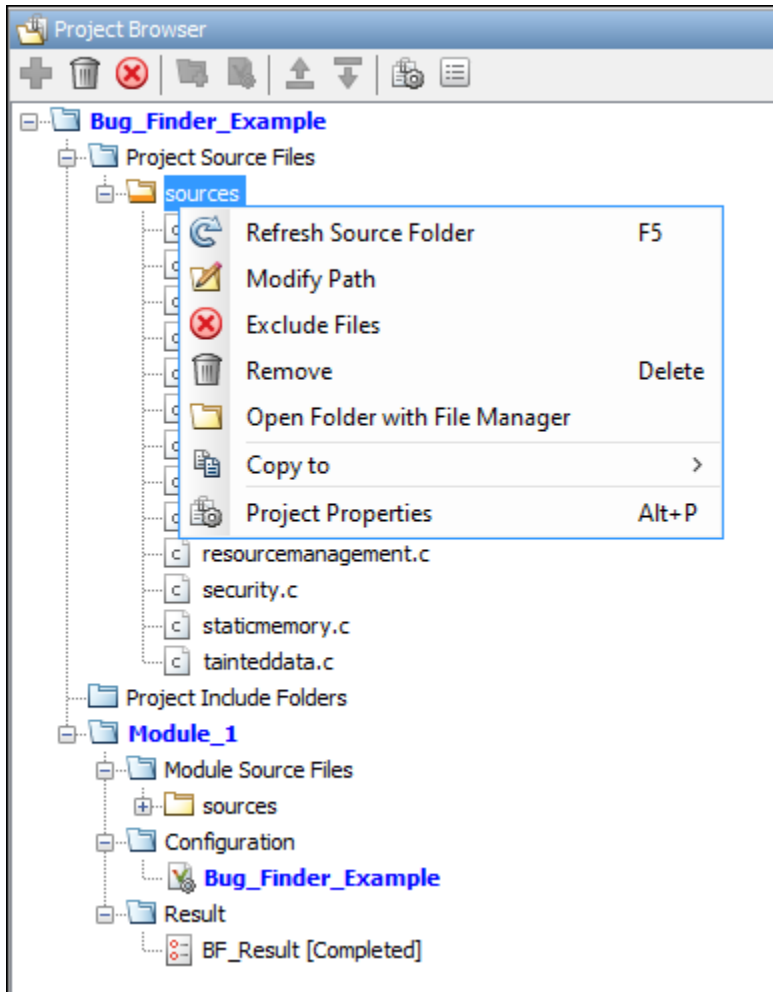 Project Browser
Bug_Finder_Example
Project Source Files
sources
Refresh Source Folder F5
Modify Path
Exclude Files
Remove Delete
Open Folder with File Manager
Copy to >
Project Properties Alt+P
c resourcemanagement.c
c security.c
c staticmemory.c
c tainteddata.c
Project Include Folders
Module_1
Module Source Files
sources
Configuration
Bug_Finder_Example
Result
BF_Result [Completed]